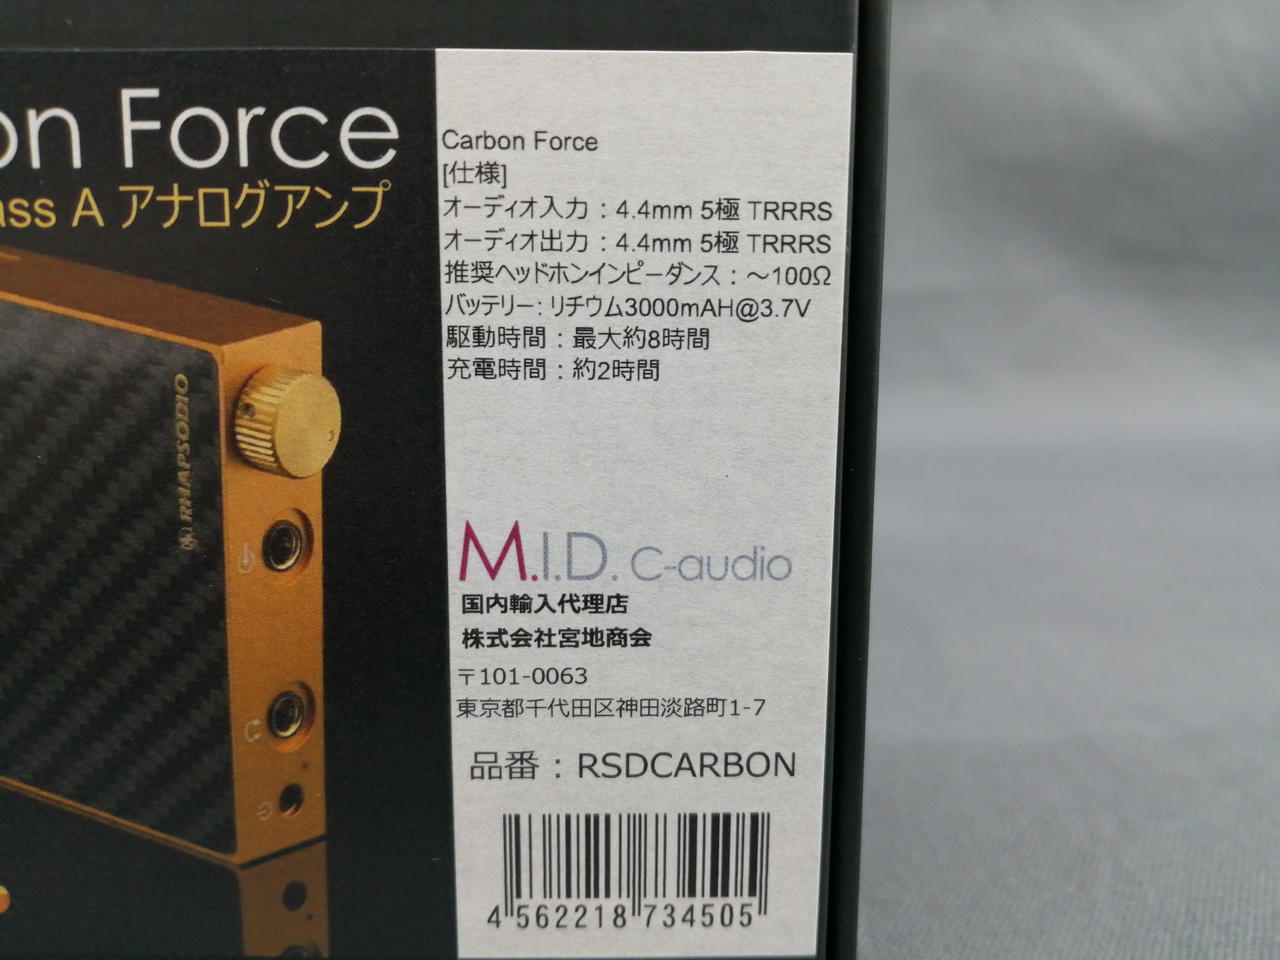 on Force
ass A アナログアンプ
RHAPSODIO
Carbon Force
[仕様]
オーディオ入力：4.4mm 5極 TRRRS
オーディオ出力：4.4mm 5極 TRRRS
推奨ヘッドホンインピーダンス：～100Ω
バッテリー: リチウム3000mAH@3.7V
駆動時間：最大約8時間
充電時間：約2時間
M.I.D. C-audio
国内輸入代理店
株式会社宮地商会
〒101-0063
東京都千代田区神田淡路町1-7
品番：RSDCARBON
4 562218 734505